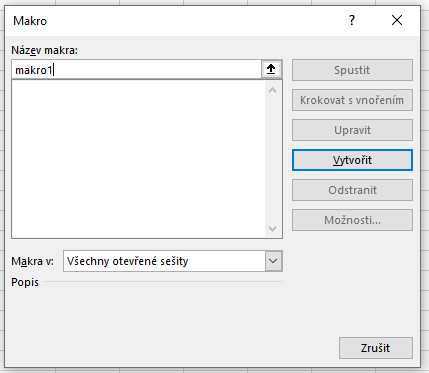 Makro
Název makra:
makro1
Spustit
Krokovat s vnořením
Upravit
Vytvořit
Odstranit
Možnosti...
Makra v: Všechny otevřené sešity
Popis
Zrušit